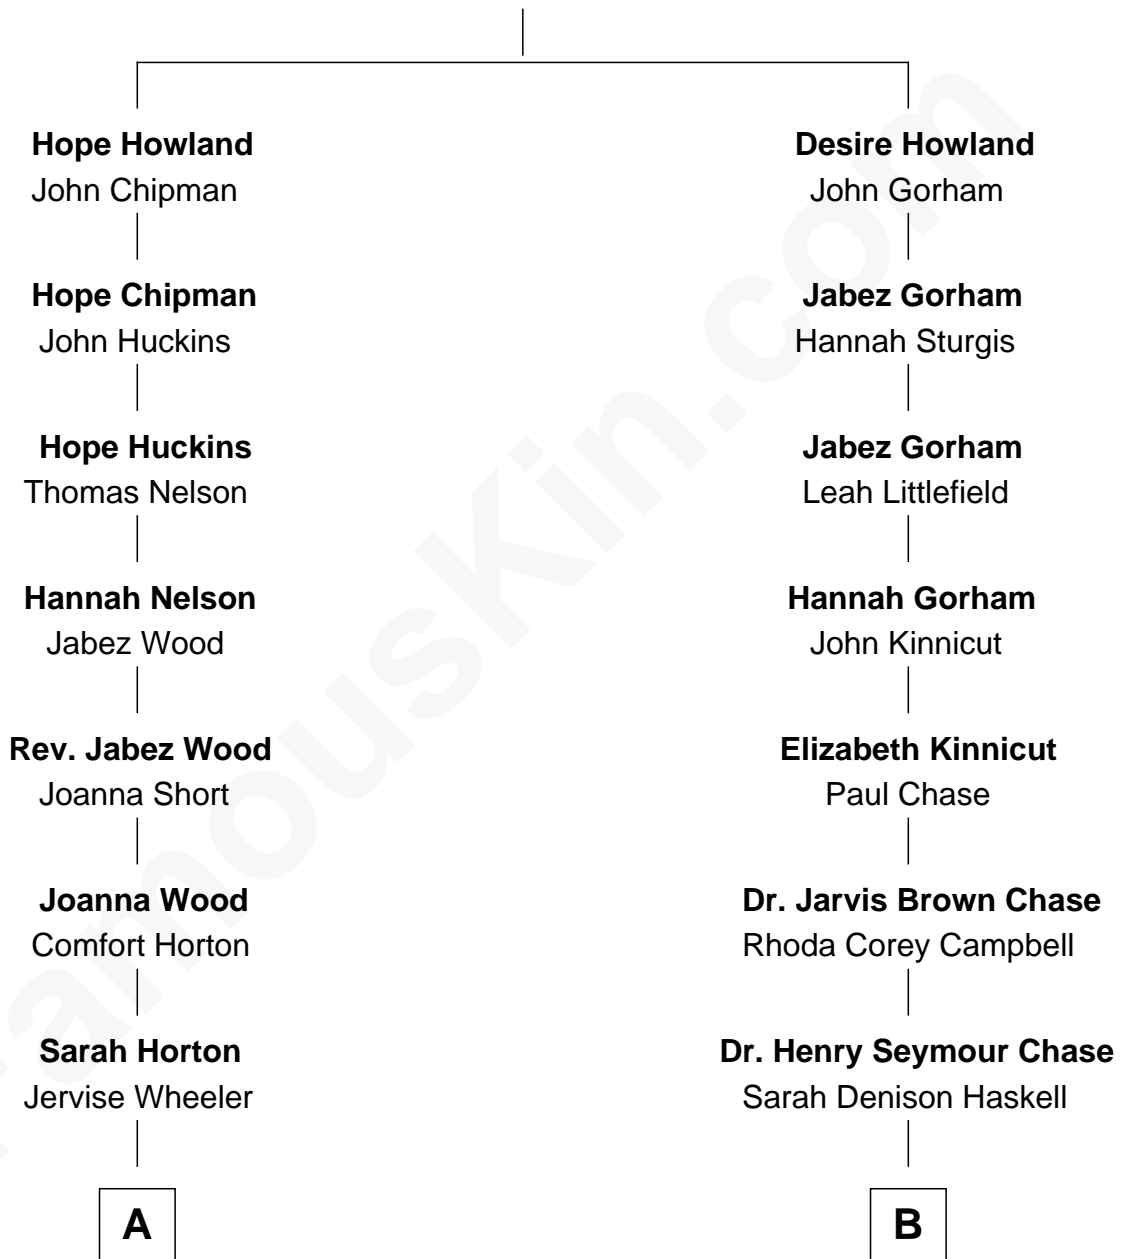 Hope Howland
John Chipman
Hope Chipman
John Huckins
Hope Huckins
Thomas Nelson
Hannah Nelson
Jabez Wood
Rev. Jabez Wood
Joanna Short
Joanna Wood
Comfort Horton
Sarah Horton
Jervise Wheeler
A
Desire Howland
John Gorham
Jabez Gorham
Hannah Sturgis
Jabez Gorham
Leah Littlefield
Hannah Gorham
John Kinnicut
Elizabeth Kinnicut
Paul Chase
Dr. Jarvis Brown Chase
Rhoda Corey Campbell
Dr. Henry Seymour Chase
Sarah Denison Haskell
B
FamousKin.com